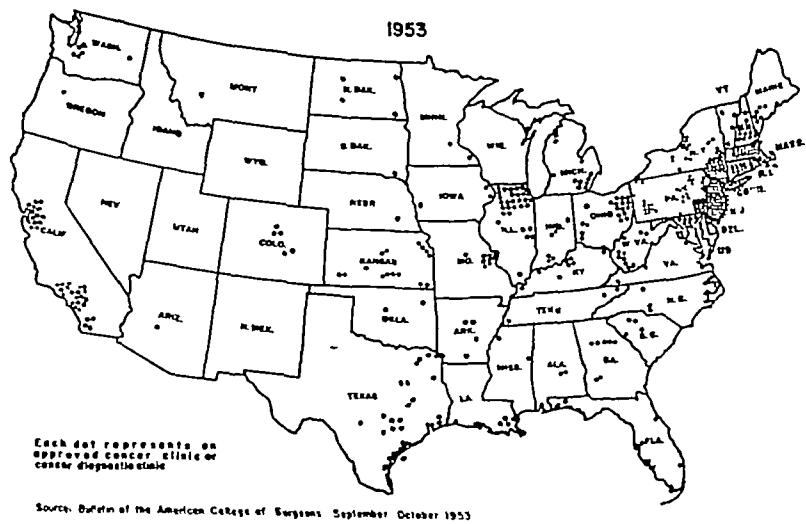 1953
WASH.
OREGON
IDAHO
MONT
N. DAK.
S. DAK.
WYO.
NEBR
NEV
UTAH
COLO.
CALIF
ARIZ.
N. MEX.
KANSAS
OKLA.
TEXAS
MINN.
IOWA
MO.
ARK.
LA
WIS.
ILL.
MICH.
IND.
OHIO
KY
TENN
MISS.
ALA
GA.
FLA.
S.C.
N.C.
VA.
W VA.
PA.
VT
MAINE
MASS.
R.I.
CONN.
N J
DEL.
MD
Each dot represents an
approved cancer clinic or
cancer diagnostic clinic
Source: Bulletin of the American College of Surgeons September October 1953